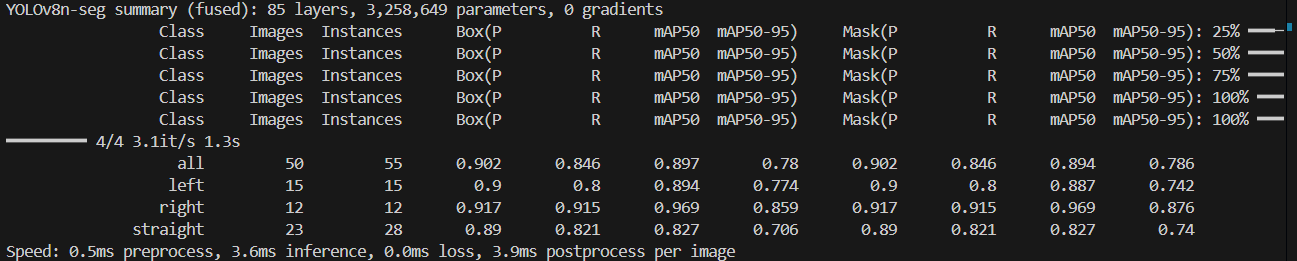 YOLOv8n-seg summary (fused): 85 layers, 3,258,649 parameters, 0 gradients
Class Images Instances Box(P R mAP50 mAP50-95) Mask(P R mAP50 mAP50-95): 25%
Class Images Instances Box(P R mAP50 mAP50-95) Mask(P R mAP50 mAP50-95): 50%
Class Images Instances Box(P R mAP50 mAP50-95) Mask(P R mAP50 mAP50-95): 75%
Class Images Instances Box(P R mAP50 mAP50-95) Mask(P R mAP50 mAP50-95): 100%
Class Images Instances Box(P R mAP50 mAP50-95) Mask(P R mAP50 mAP50-95): 100%
4/4 3.1it/s 1.3s
all 50 55 0.902 0.846 0.897 0.78 0.902 0.846 0.894 0.786
left 15 15 0.9 0.8 0.894 0.774 0.9 0.8 0.887 0.742
right 12 12 0.917 0.915 0.969 0.859 0.917 0.915 0.969 0.876
straight 23 28 0.89 0.821 0.827 0.706 0.89 0.821 0.827 0.74
Speed: 0.5ms preprocess, 3.6ms inference, 0.0ms loss, 3.9ms postprocess per image